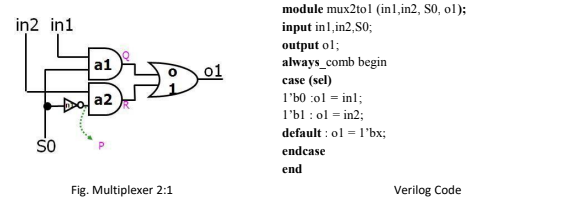 in2 in1
a1
Q
a2
R
o
1
o1
S0
P
Fig. Multiplexer 2:1
module mux2to1 (in1,in2, S0, o1);
input in1,in2,S0;
output o1;
always_comb begin
case (sel)
1'b0 :o1 = in1;
1'b1 : o1 = in2;
default : o1 = 1'bx;
endcase
end
Verilog Code